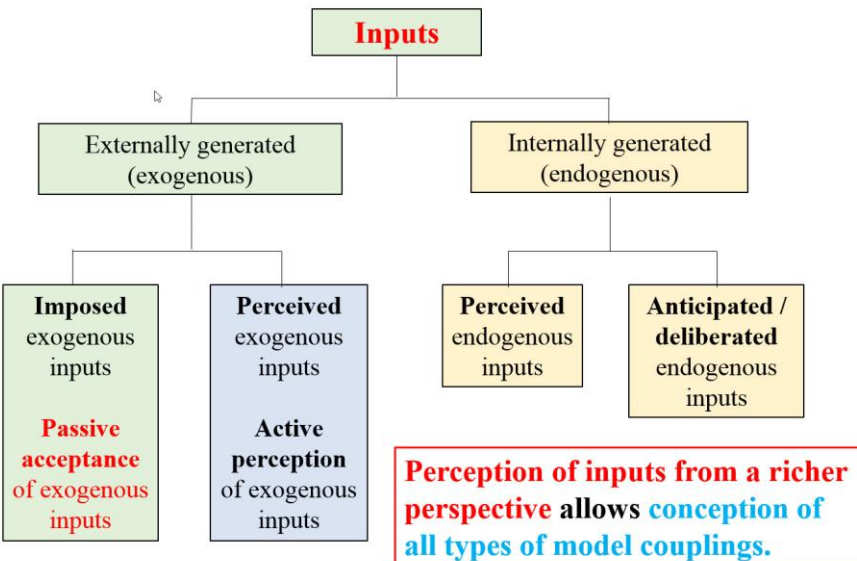 Inputs
Externally generated
(exogenous)
Internally generated
(endogenous)
Imposed
exogenous
inputs
Passive
acceptance
of exogenous
inputs
Perceived
exogenous
inputs
Active
perception
of exogenous
inputs
Perceived
endogenous
inputs
Anticipated /
deliberated
endogenous
inputs
Perception of inputs from a richer
perspective allows conception of
all types of model couplings.